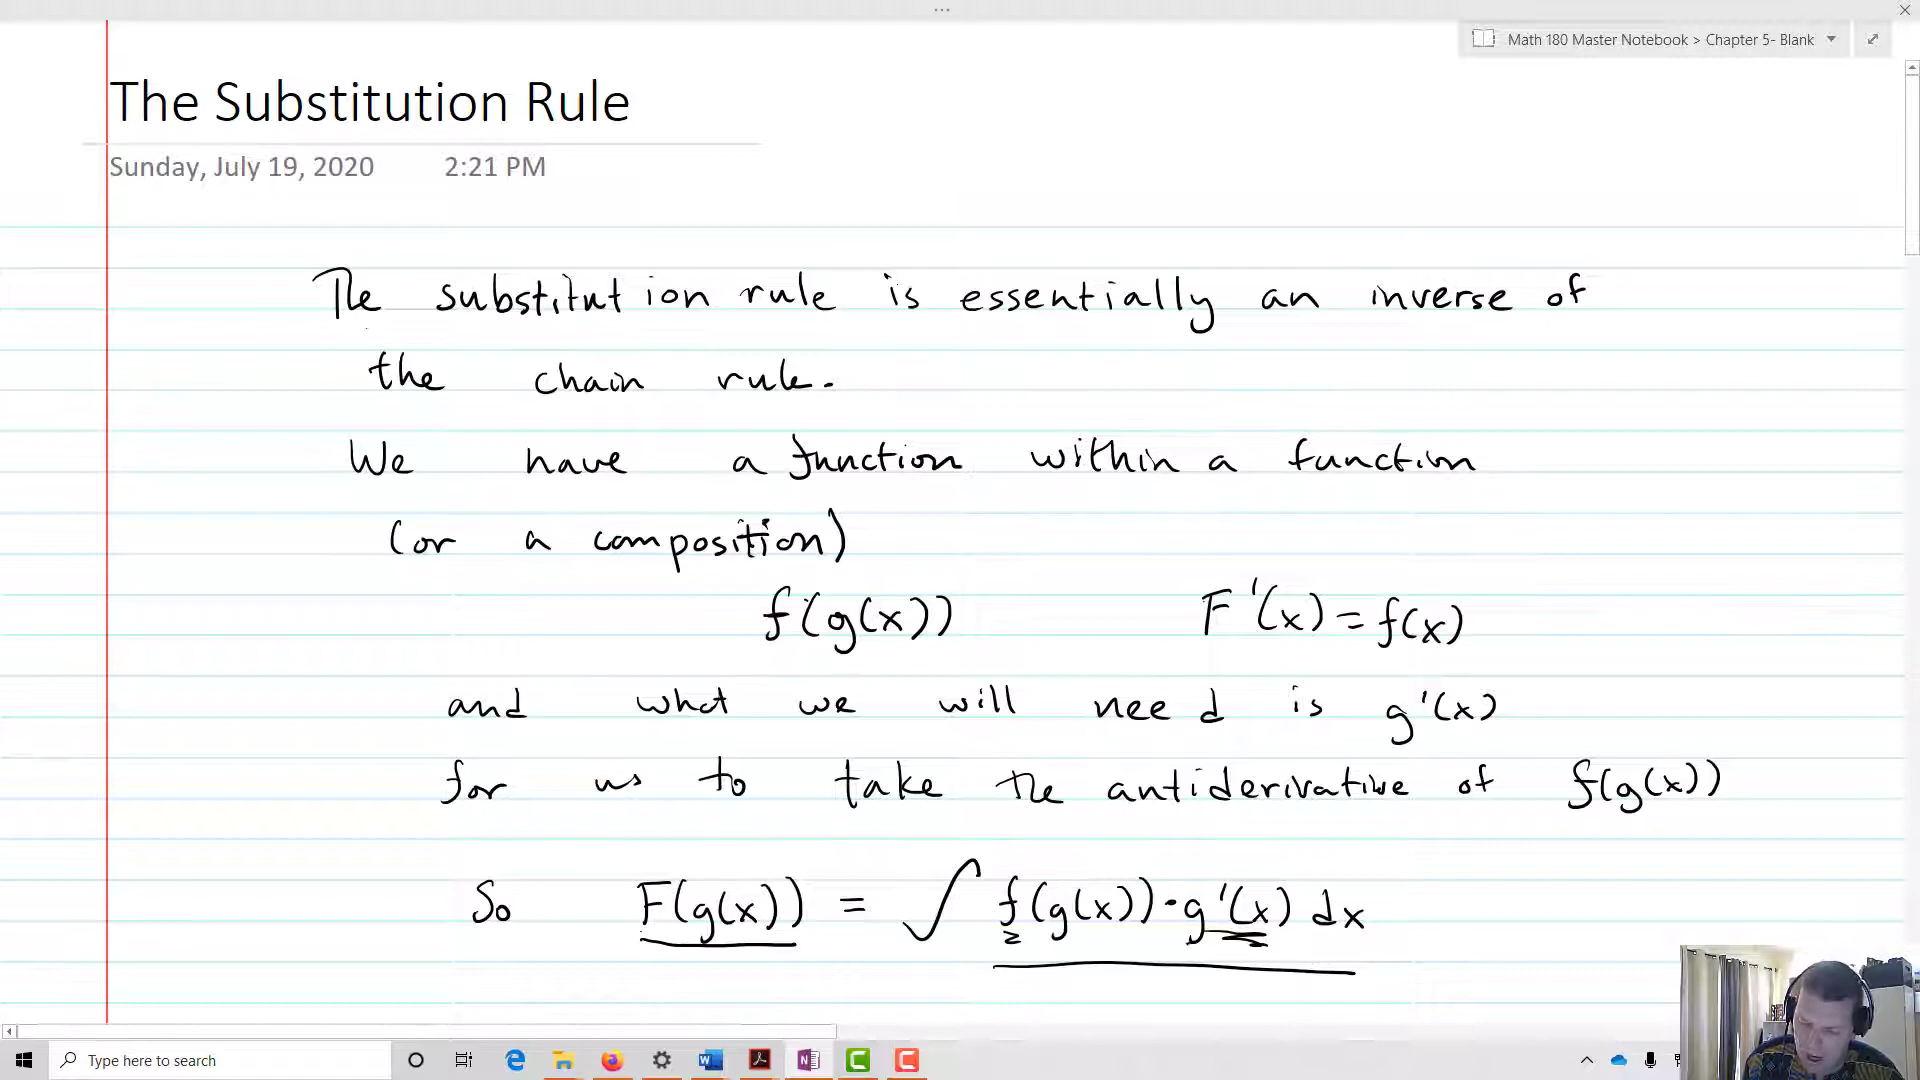 Math 180 Master Notebook > Chapter 5- Blank
The Substitution Rule
Sunday, July 19, 2020 2:21 PM
The substitution rule is essentially an inverse of
the chain rule.
We have a function within a function
(or a composition)
f(g(x)) F'(x) = f(x)
and what we will need is g'(x)
for us to take the antiderivative of f(g(x))
So F(g(x)) = ∫ f(g(x)) · g'(x) dx
Type here to search